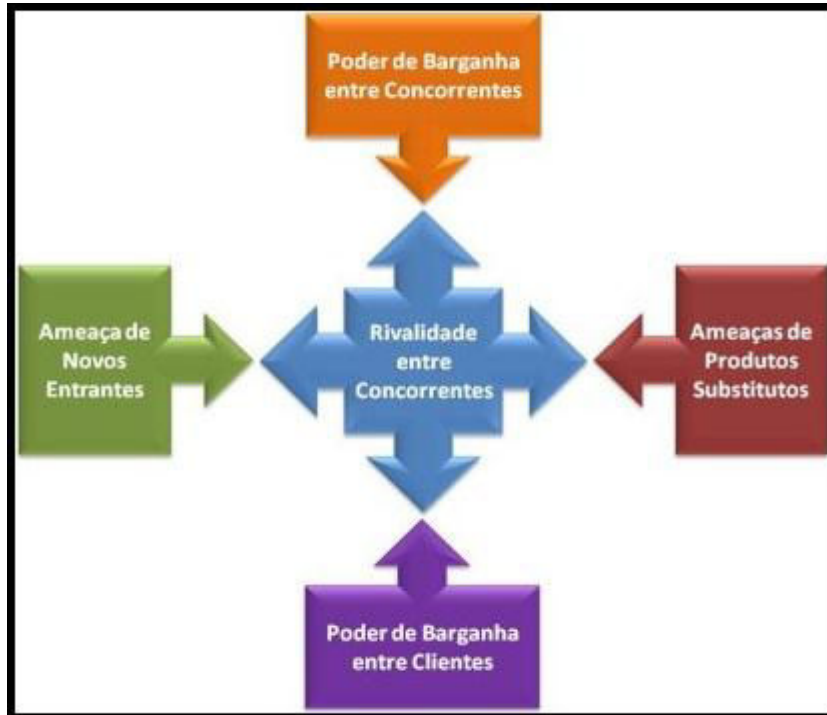 Poder de Barganha
entre Concorrentes
Ameaça de
Novos
Entrantes
Rivalidade
entre
Concorrentes
Ameaças de
Produtos
Substitutos
Poder de Barganha
entre Clientes